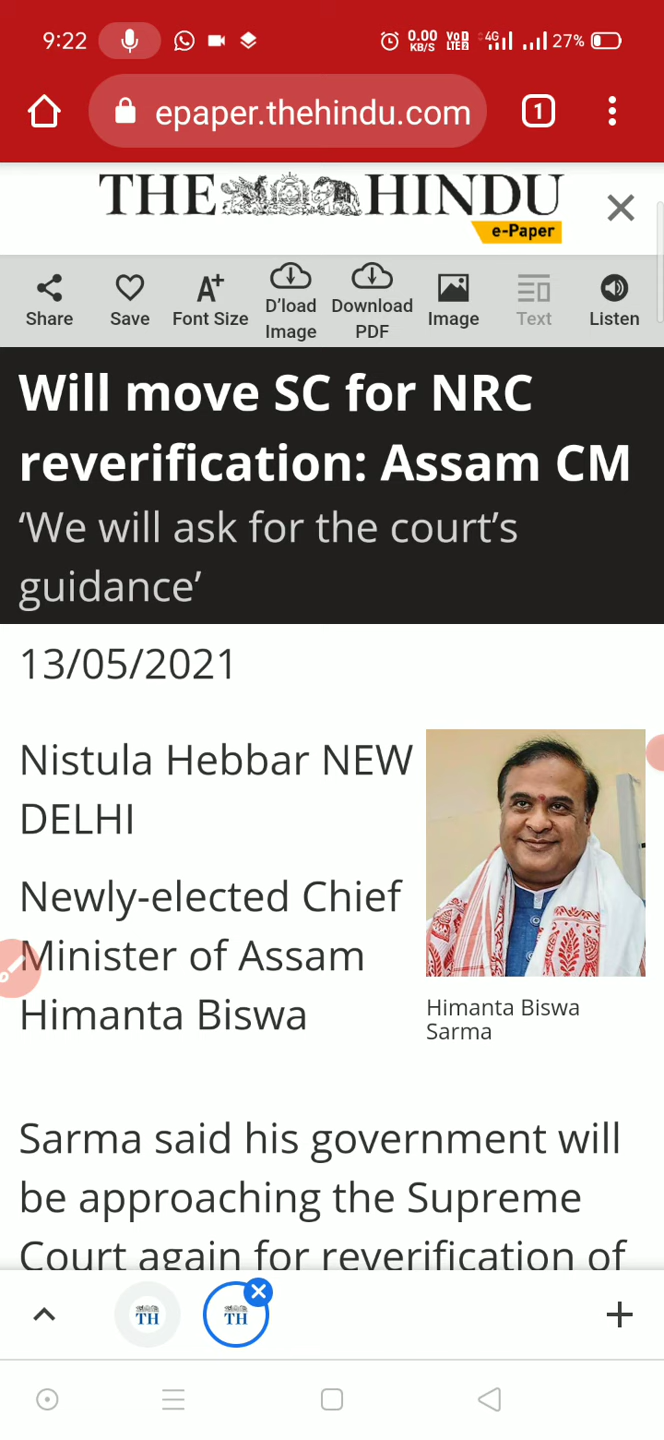 9:22
0.00 KB/S
VoD LTE2
4G
27%
epaper.thehindu.com
1
THE HINDU
e-Paper
Share
Save
A+ Font Size
D'load Image
Download PDF
Image
Text
Listen
Will move SC for NRC
reverification: Assam CM
‘We will ask for the court’s
guidance’
13/05/2021
Nistula Hebbar NEW
DELHI
Newly-elected Chief
Minister of Assam
Himanta Biswa
Himanta Biswa
Sarma
Sarma said his government will
be approaching the Supreme
Court again for reverification of
TH
TH